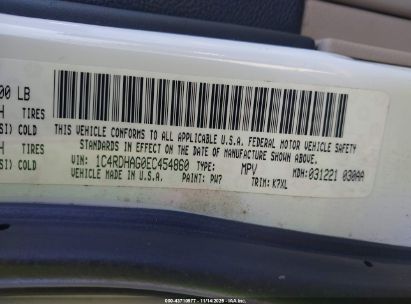 00 LB
H TIRES
SI) COLD
H TIRES
SI) COLD
THIS VEHICLE CONFORMS TO ALL APPLICABLE U.S.A. FEDERAL MOTOR VEHICLE SAFETY
STANDARDS IN EFFECT ON THE DATE OF MANUFACTURE SHOWN ABOVE.
VIN: 1C4RDHAG0EC454860 TYPE: MPV MDH: 031221 030AA
VEHICLE MADE IN U.S.A. PAINT: PW7 TRIM: K7XL